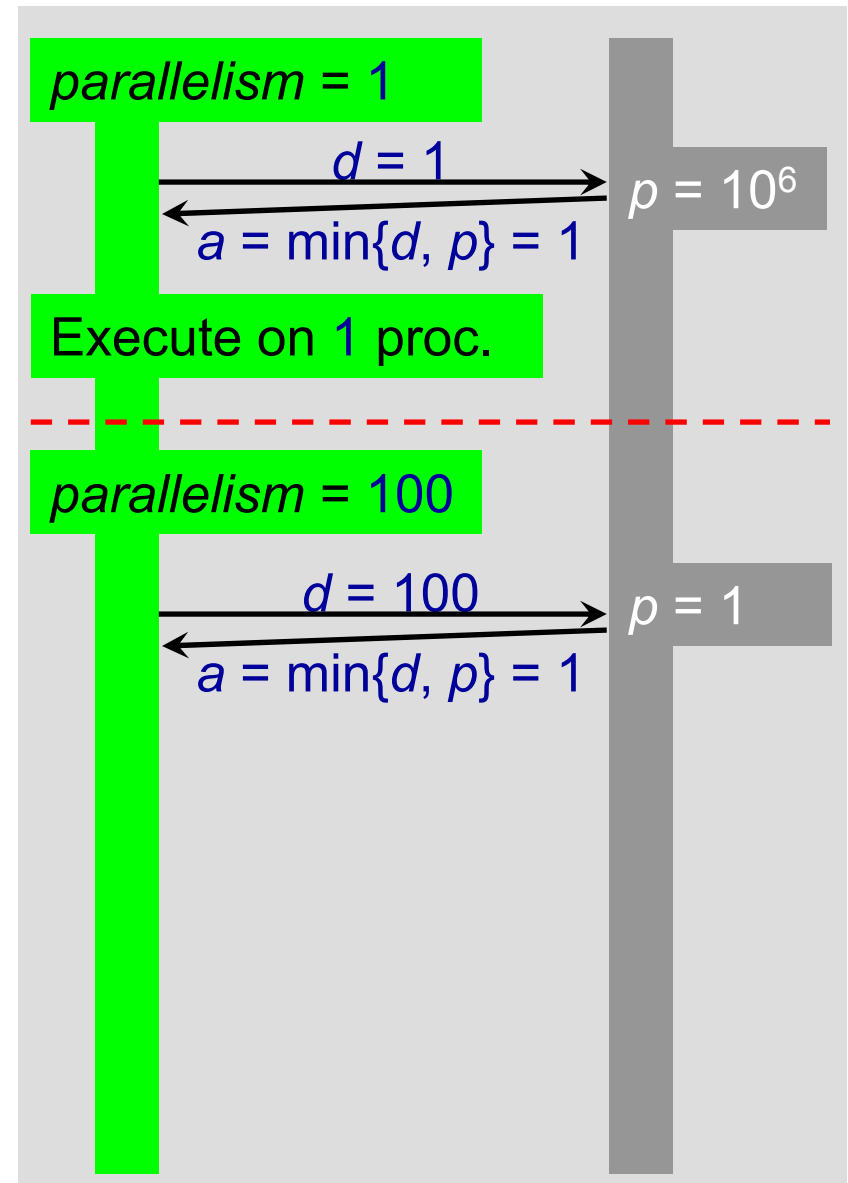 parallelism = 1
d = 1
p = 10⁶
a = min{d, p} = 1
Execute on 1 proc.
parallelism = 100
d = 100
p = 1
a = min{d, p} = 1